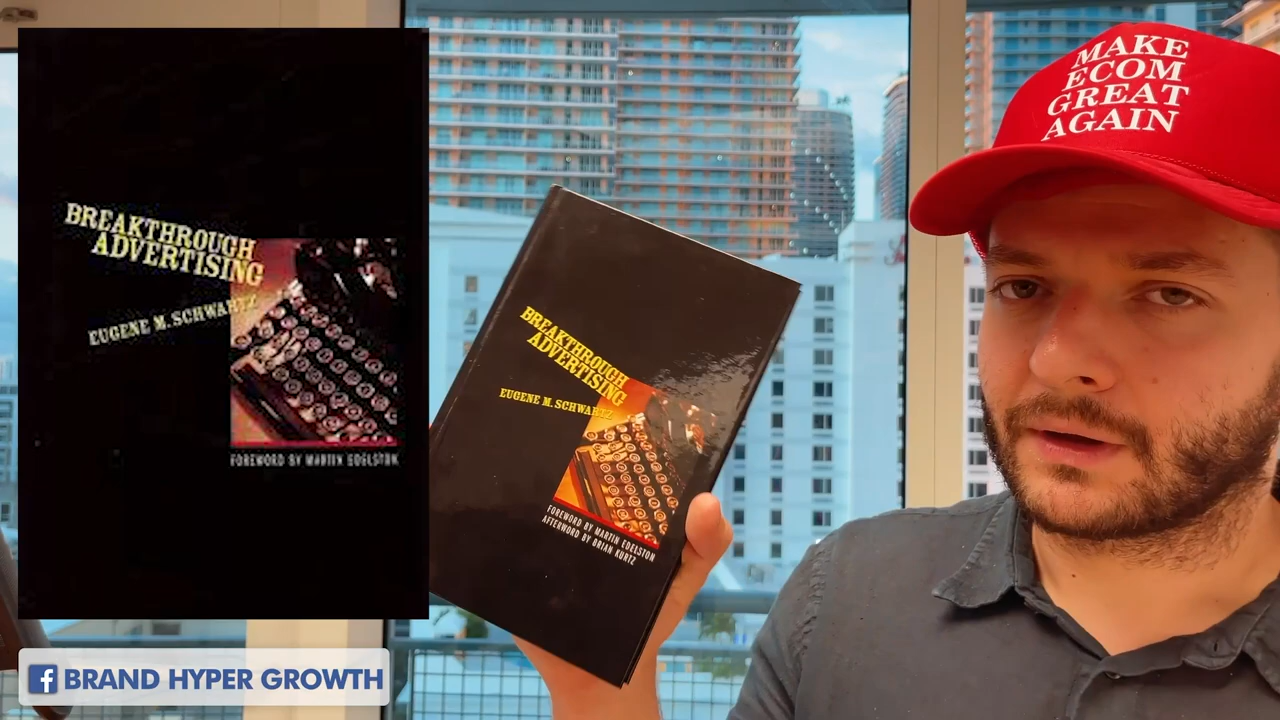 BREAKTHROUGH
ADVERTISING
EUGENE M. SCHWARTZ
FOREWORD BY MARTIN EDELSTON
BREAKTHROUGH
ADVERTISING
EUGENE M. SCHWARTZ
FOREWORD BY MARTIN EDELSTON
AFTERWORD BY BRIAN KURTZ
MAKE
ECOM
GREAT
AGAIN
f BRAND HYPER GROWTH